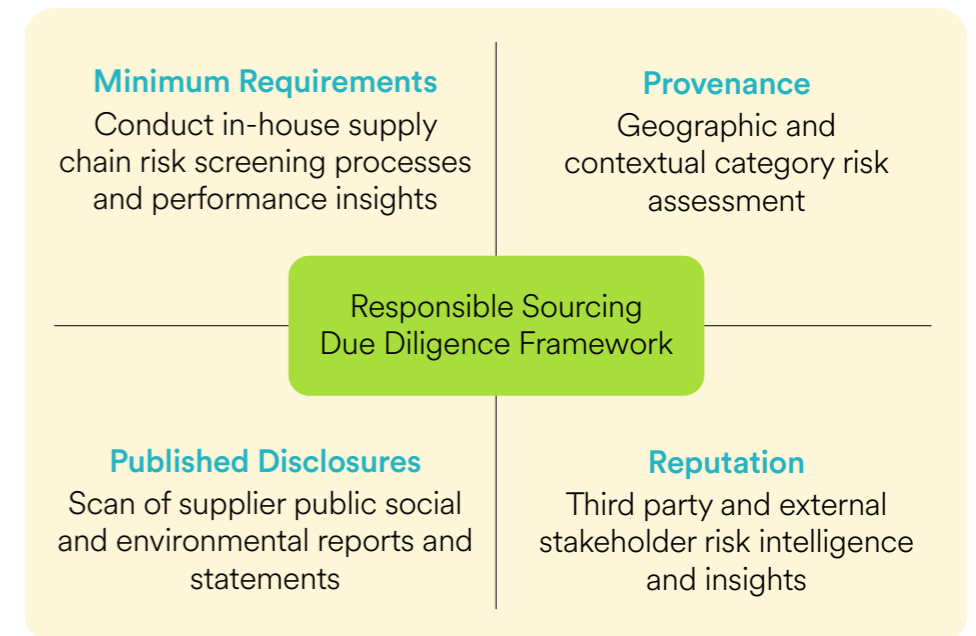 Minimum Requirements
Conduct in-house supply
chain risk screening processes
and performance insights
Provenance
Geographic and
contextual category risk
assessment
Responsible Sourcing
Due Diligence Framework
Published Disclosures
Scan of supplier public social
and environmental reports and
statements
Reputation
Third party and external
stakeholder risk intelligence
and insights